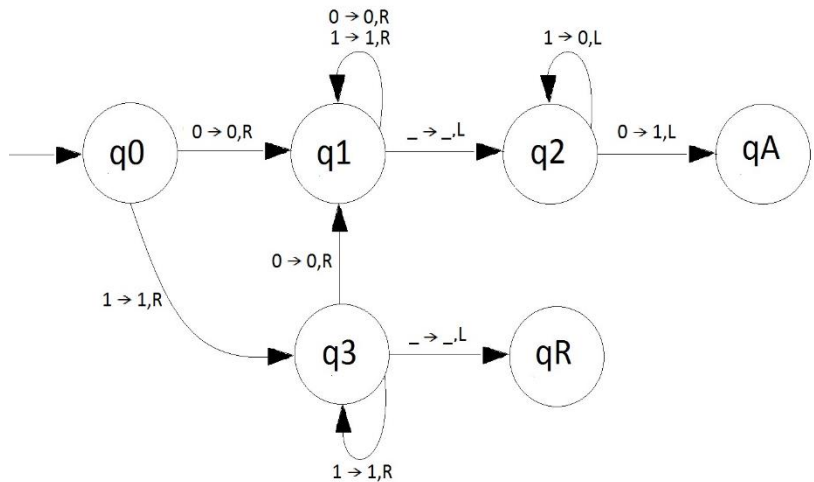 0 → 0,R
1 → 1,R
1 → 0,L
0 → 0,R
_ → _,L
0 → 1,L
q0
q1
q2
qA
0 → 0,R
1 → 1,R
_ → _,L
q3
qR
1 → 1,R